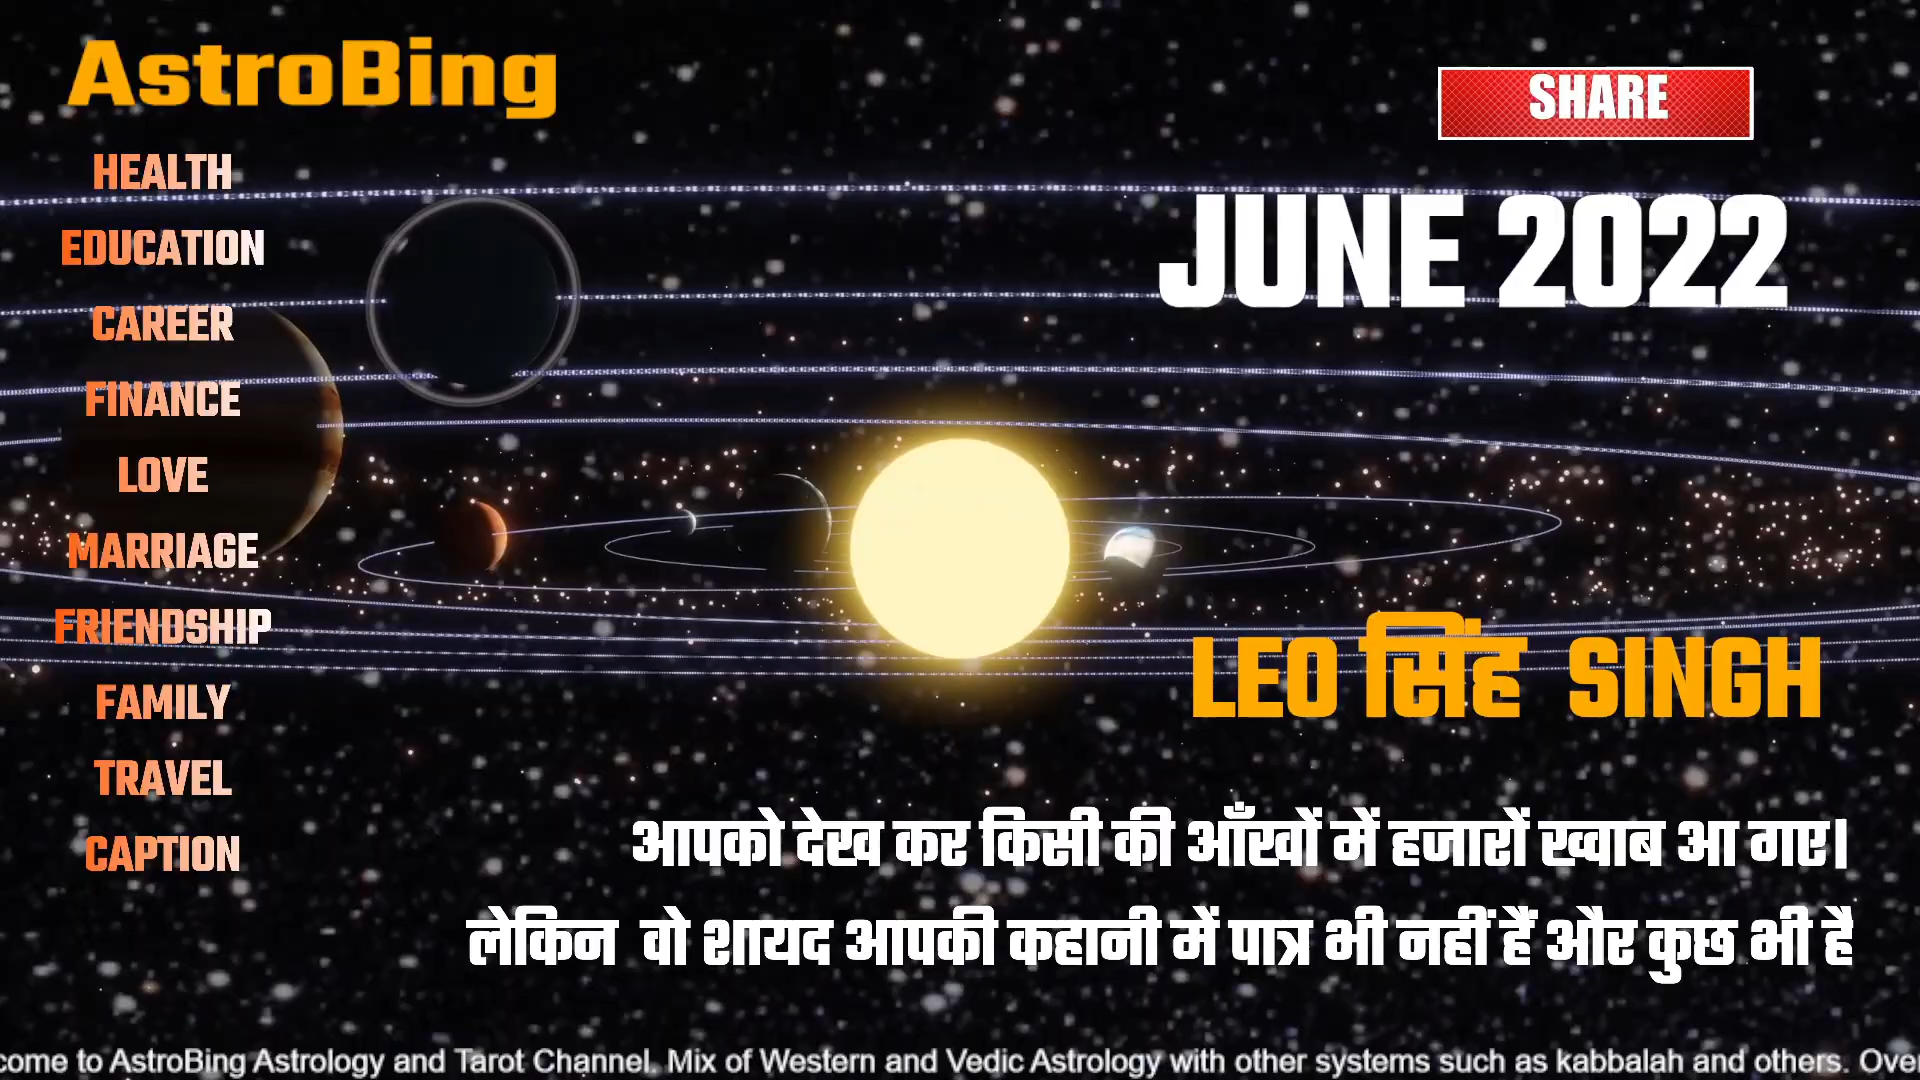 AstroBing
SHARE
HEALTH
JUNE 2022
EDUCATION
CAREER
FINANCE
LOVE
MARRIAGE
FRIENDSHIP
LEO सिंह SINGH
FAMILY
TRAVEL
CAPTION
आपको देख कर किसी की आँखों में हजारों ख्वाब आ गए।
लेकिन वो शायद आपकी कहानी में पात्र भी नहीं हैं और कुछ भी है
come to AstroBing Astrology and Tarot Channel. Mix of Western and Vedic Astrology with other systems such as kabbalah and others. Over